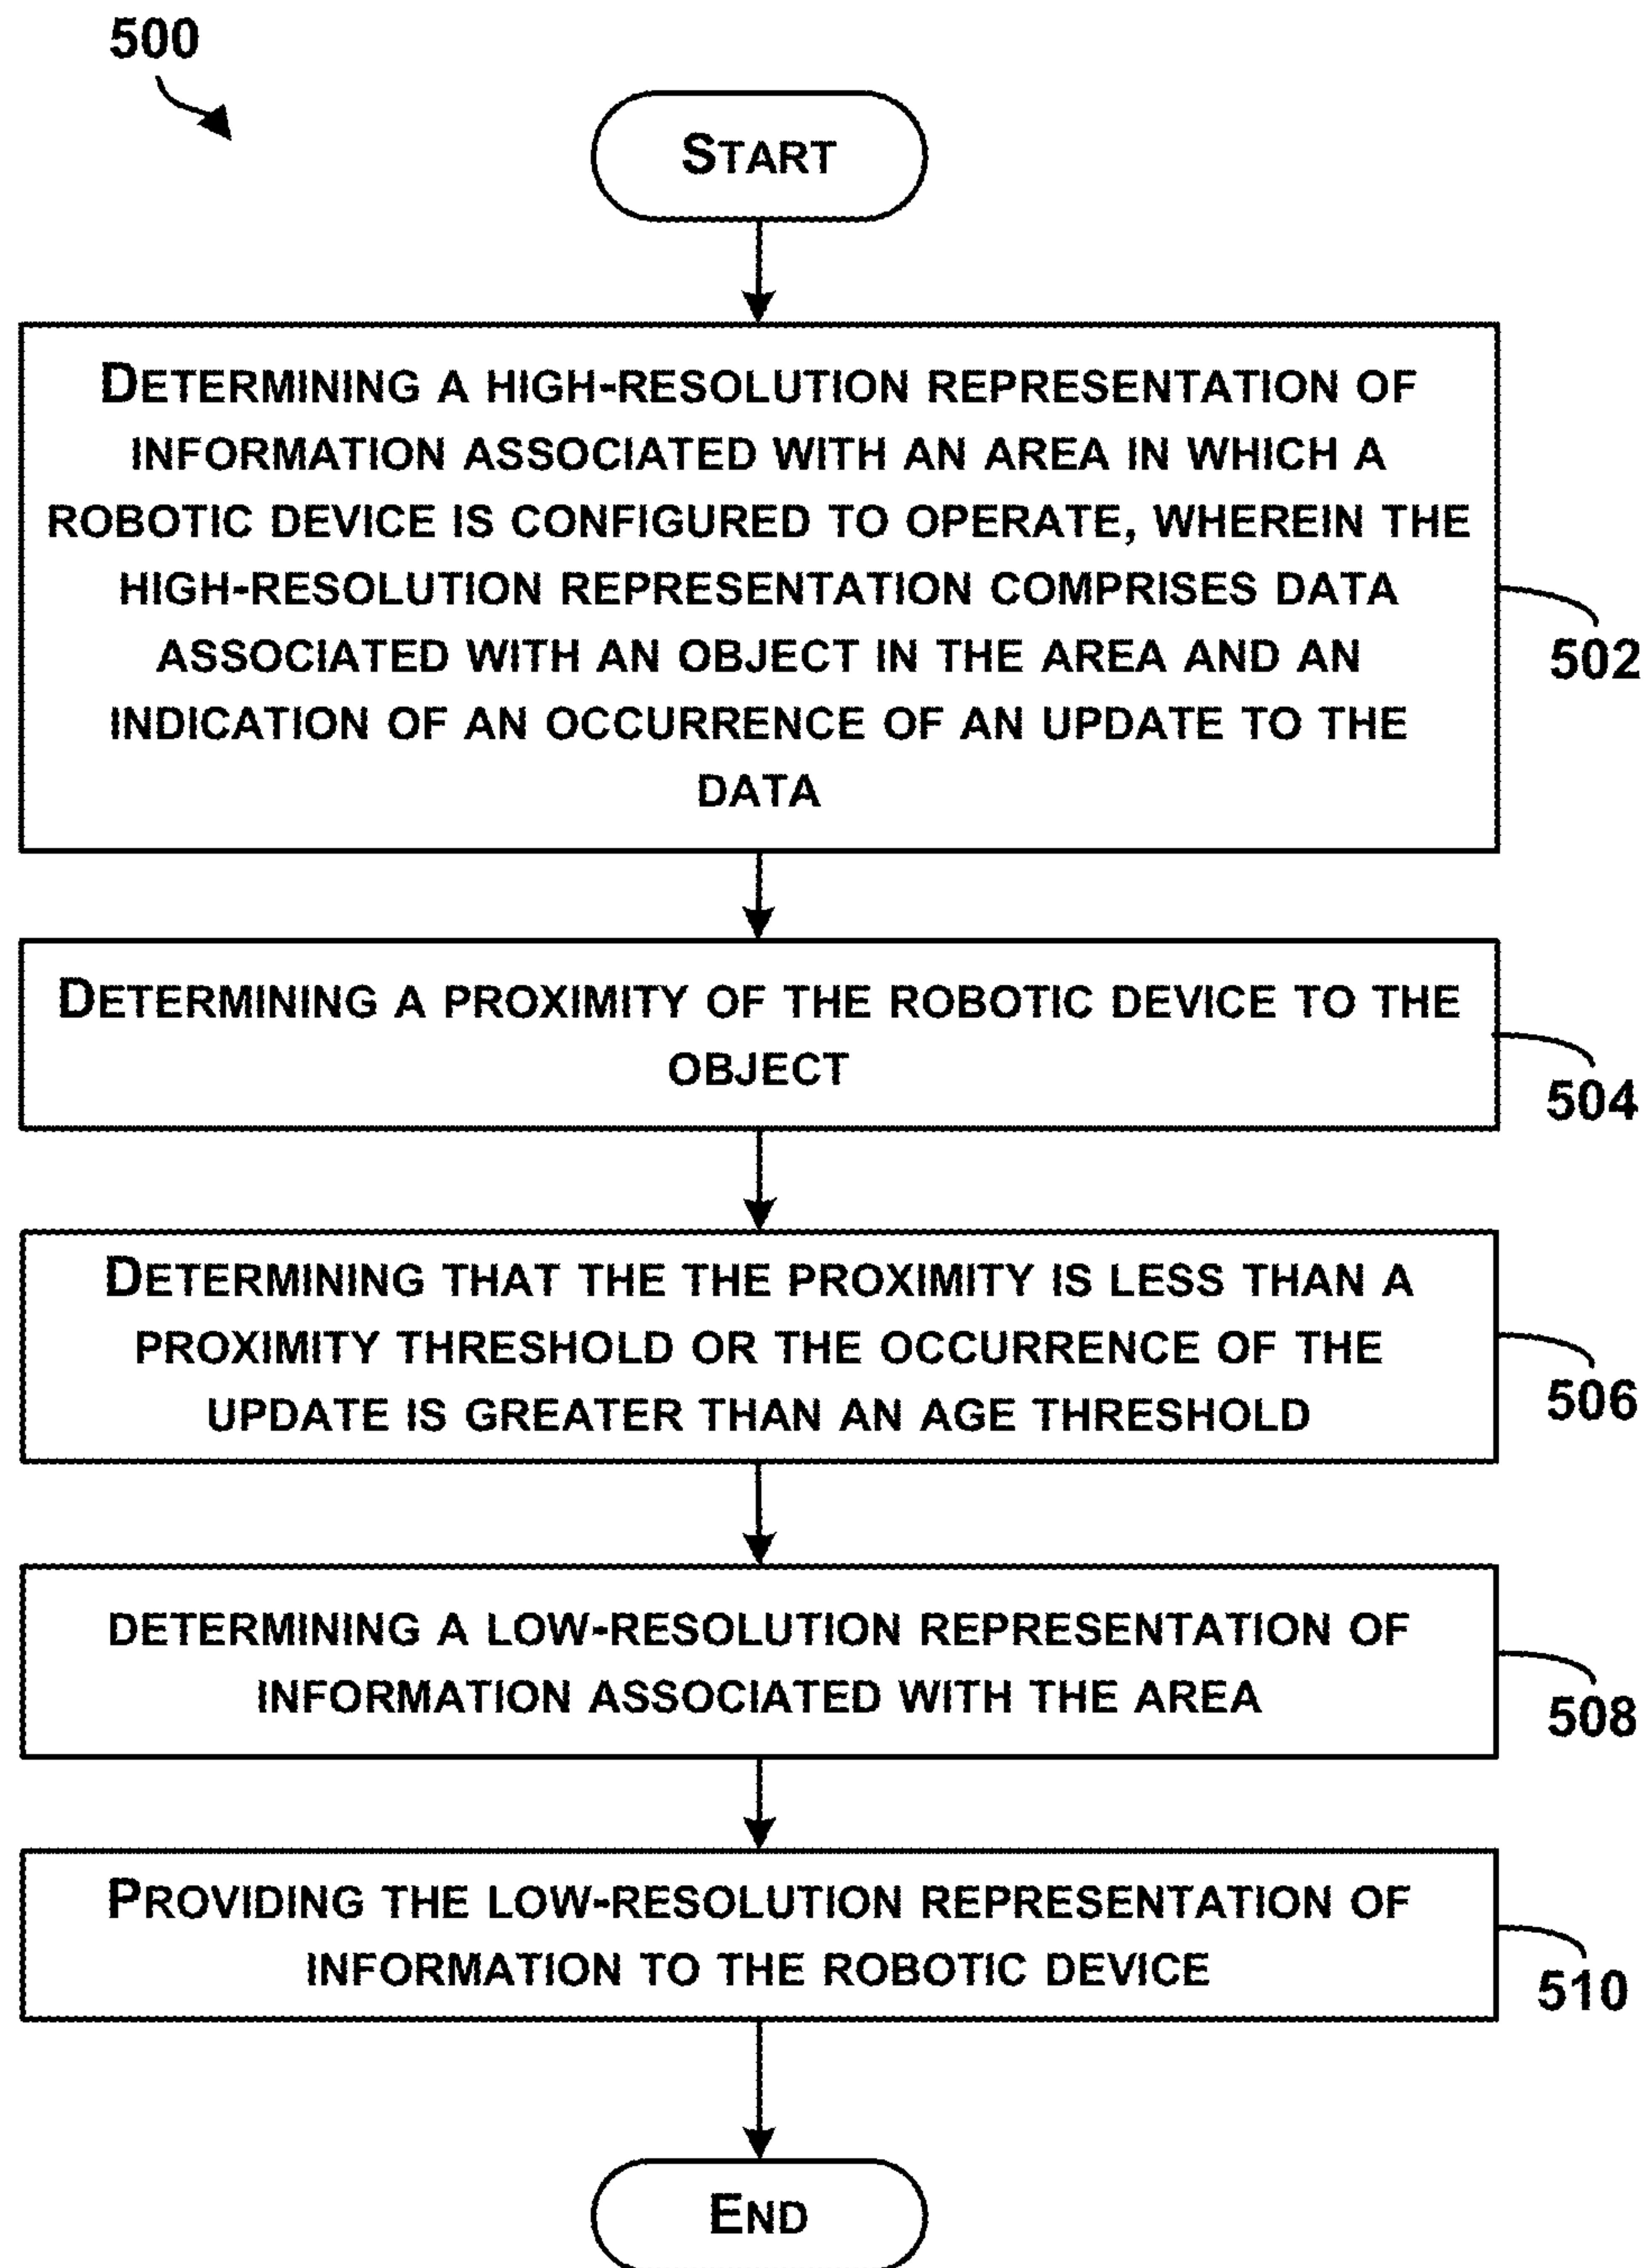 500
START
DETERMINING A HIGH-RESOLUTION REPRESENTATION OF
INFORMATION ASSOCIATED WITH AN AREA IN WHICH A
ROBOTIC DEVICE IS CONFIGURED TO OPERATE, WHEREIN THE
HIGH-RESOLUTION REPRESENTATION COMPRISES DATA
ASSOCIATED WITH AN OBJECT IN THE AREA AND AN
INDICATION OF AN OCCURRENCE OF AN UPDATE TO THE
DATA
502
DETERMINING A PROXIMITY OF THE ROBOTIC DEVICE TO THE
OBJECT
504
DETERMINING THAT THE THE PROXIMITY IS LESS THAN A
PROXIMITY THRESHOLD OR THE OCCURRENCE OF THE
UPDATE IS GREATER THAN AN AGE THRESHOLD
506
DETERMINING A LOW-RESOLUTION REPRESENTATION OF
INFORMATION ASSOCIATED WITH THE AREA
508
PROVIDING THE LOW-RESOLUTION REPRESENTATION OF
INFORMATION TO THE ROBOTIC DEVICE
510
END